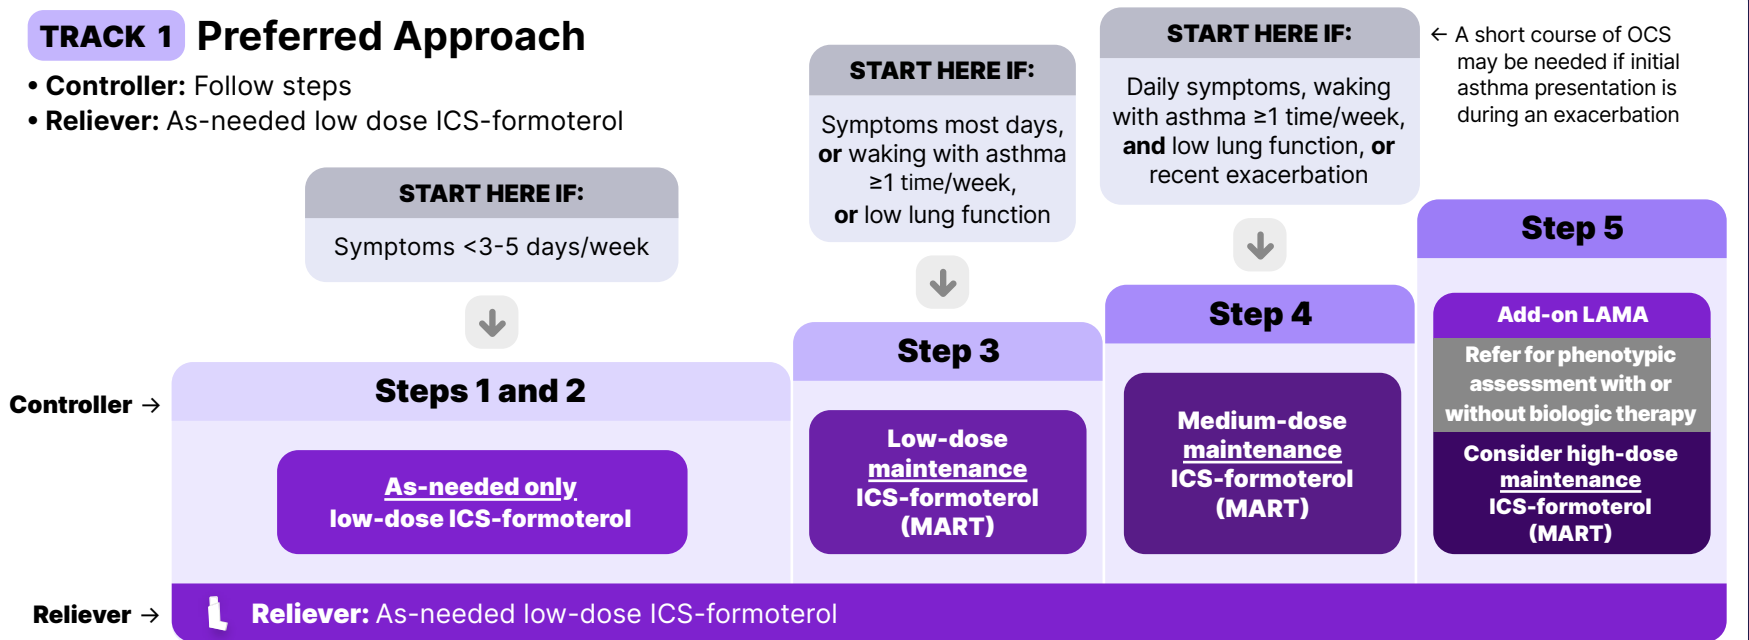 TRACK 1 Preferred Approach
• Controller: Follow steps
• Reliever: As-needed low dose ICS-formoterol
START HERE IF:
Symptoms <3-5 days/week
START HERE IF:
Symptoms most days,
or waking with asthma
≥1 time/week,
or low lung function
START HERE IF:
Daily symptoms, waking
with asthma ≥1 time/week,
and low lung function, or
recent exacerbation
← A short course of OCS
may be needed if initial
asthma presentation is
during an exacerbation
Controller →
Steps 1 and 2
As-needed only
low-dose ICS-formoterol
Step 3
Low-dose
maintenance
ICS-formoterol
(MART)
Step 4
Medium-dose
maintenance
ICS-formoterol
(MART)
Step 5
Add-on LAMA
Refer for phenotypic
assessment with or
without biologic therapy
Consider high-dose
maintenance
ICS-formoterol
(MART)
Reliever →
Reliever: As-needed low-dose ICS-formoterol